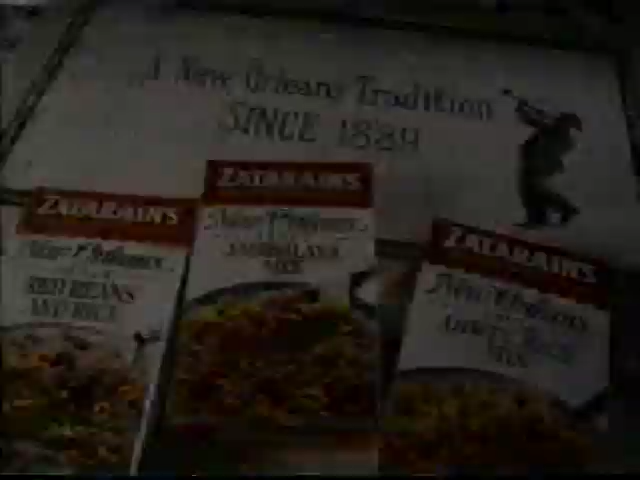 A New Orleans Tradition
SINCE 1889
ZATARAIN'S
New Orleans
RED BEANS
AND RICE
ZATARAIN'S
New Orleans
JAMBALAYA
MIX
ZATARAIN'S
New Orleans
MIX